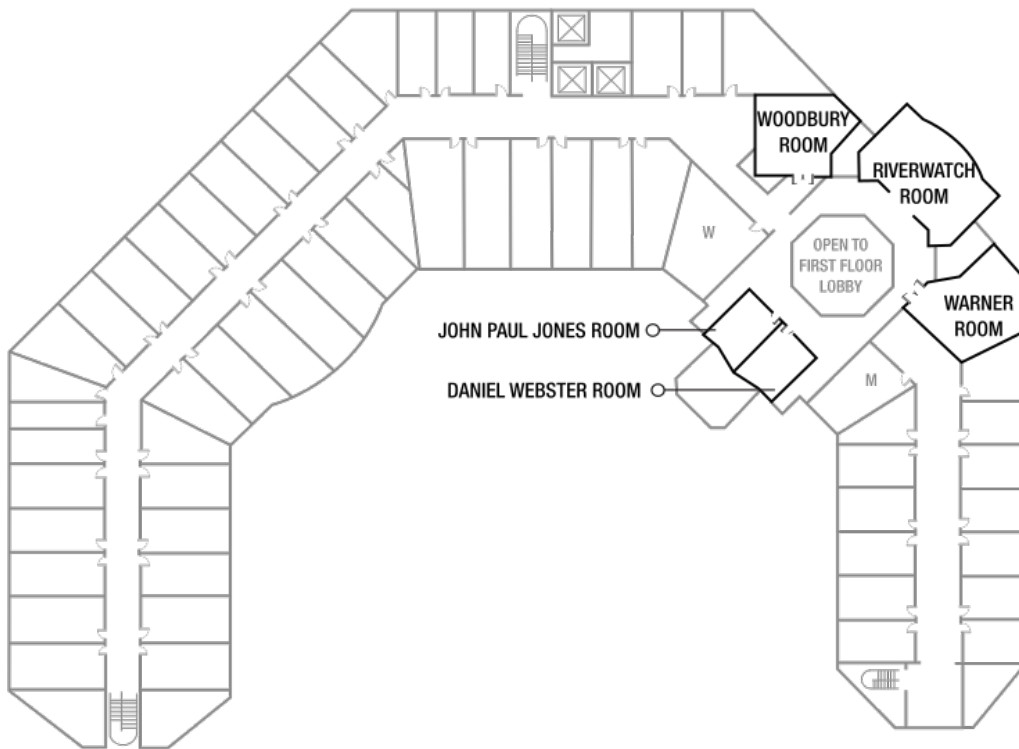 WOODBURY
ROOM
RIVERWATCH
ROOM
W
OPEN TO
FIRST FLOOR
LOBBY
WARNER
ROOM
JOHN PAUL JONES ROOM
M
DANIEL WEBSTER ROOM